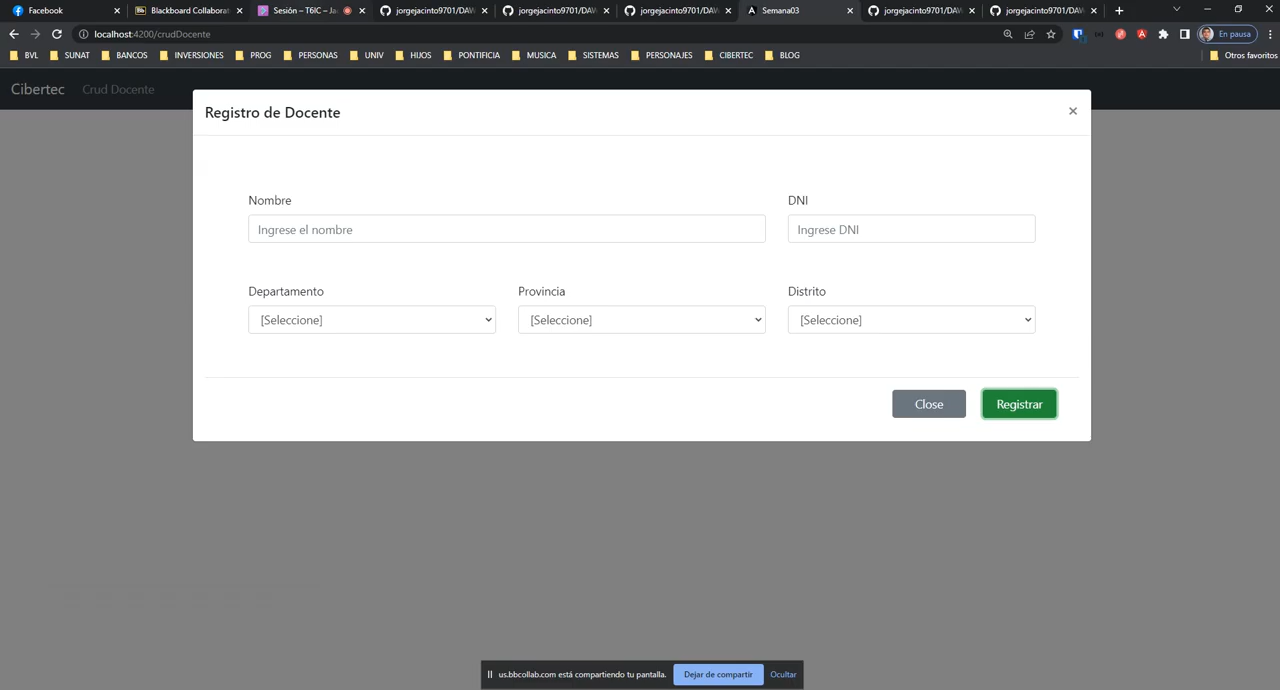 Facebook
Blackboard Collaborat
Sesión – T6IC – Ja
jorgejacinto9701/DAW
jorgejacinto9701/DAW
jorgejacinto9701/DAW
Semana03
jorgejacinto9701/DAW
jorgejacinto9701/DAW
localhost:4200/crudDocente
En pausa
BVL SUNAT BANCOS INVERSIONES PROG PERSONAS UNIV HIJOS PONTIFICIA MUSICA SISTEMAS PERSONAJES CIBERTEC BLOG Otros favoritos
Cibertec Crud Docente
Registro de Docente ×
Nombre DNI
Ingrese el nombre Ingrese DNI
Departamento Provincia Distrito
[Seleccione] [Seleccione] [Seleccione]
Close Registrar
us.bbcollab.com está compartiendo tu pantalla. Dejar de compartir Ocultar